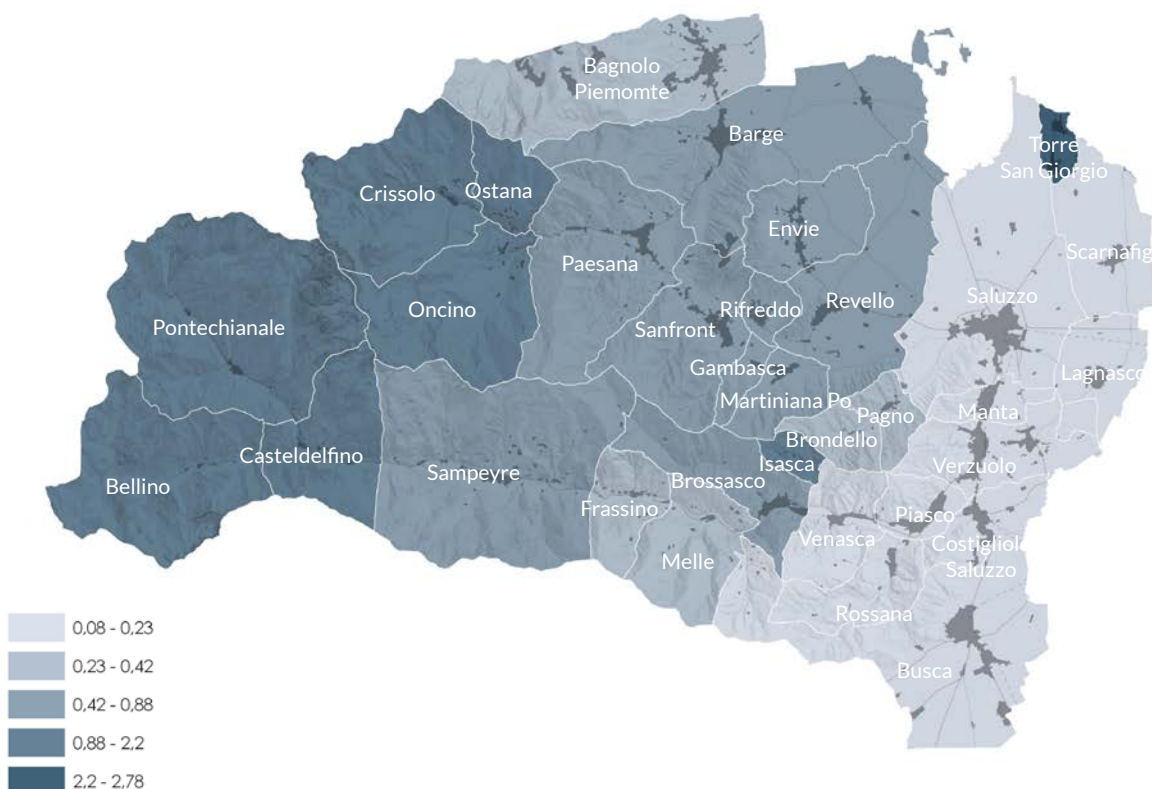 Bagnolo
Piemomte
Barge
Torre
San Giorgio
Crissolo
Ostana
Envie
Paesana
Scarnafig
Oncino
Rifreddo
Revello
Saluzzo
Pontechianale
Sanfront
Gambasca
Lagnasco
Martiniana Po
Pagno
Manta
Brondello
Casteldelfino
Isasca
Verzuolo
Bellino
Sampeyre
Brossasco
Frassino
Piasco
Venasca
Costigliole
Saluzzo
Melle
Rossana
Busca
0,08 - 0,23
0,23 - 0,42
0,42 - 0,88
0,88 - 2,2
2,2 - 2,78